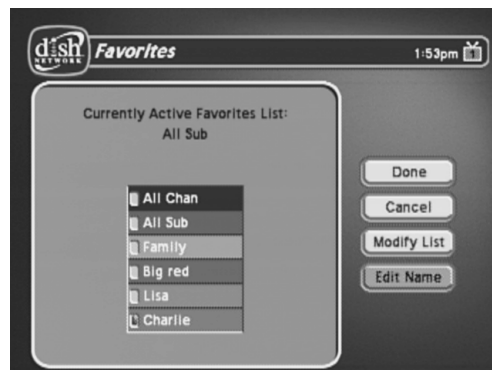 dish
NETWORK
Favorites
1:53pm
1
Currently Active Favorites List:
All Sub
All Chan
All Sub
Family
Big red
Lisa
Charlie
Done
Cancel
Modify List
Edit Name